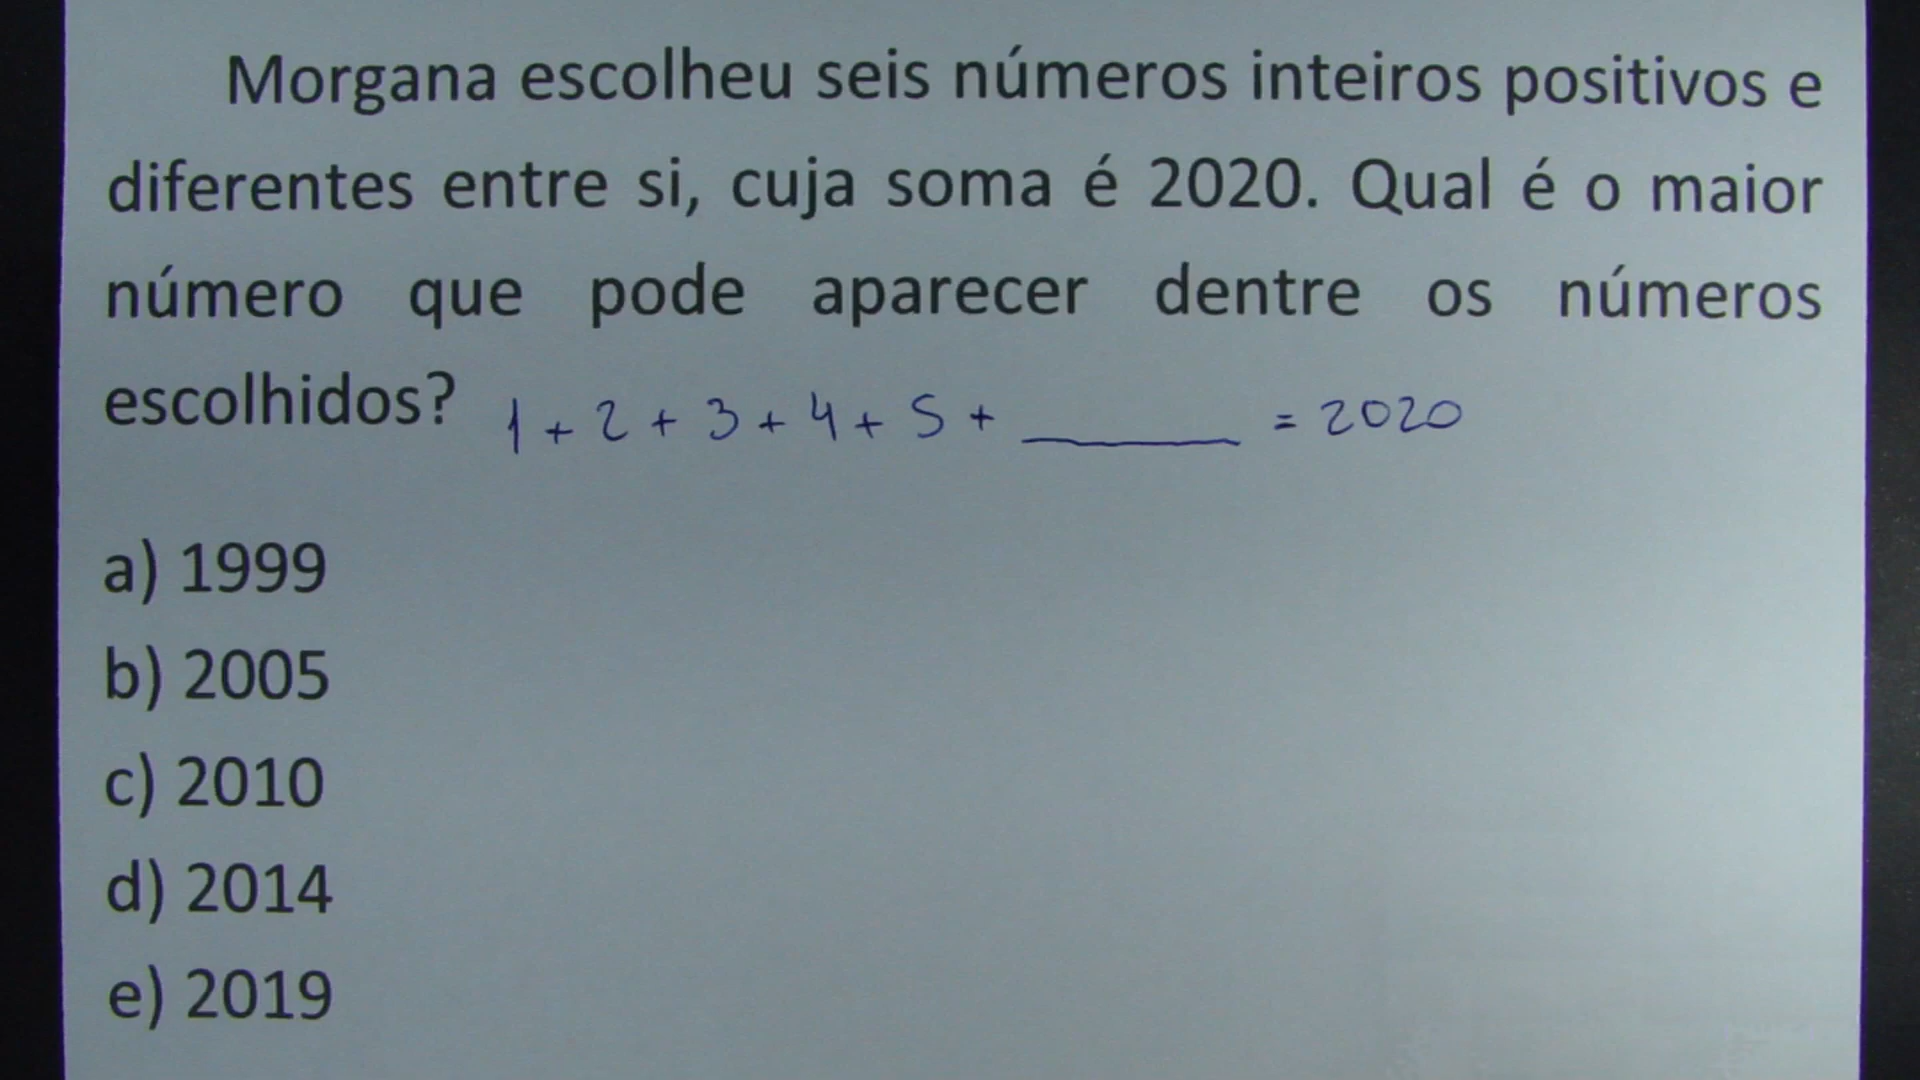 Morgana escolheu seis números inteiros positivos e
diferentes entre si, cuja soma é 2020. Qual é o maior
número que pode aparecer dentre os números
escolhidos? 1 + 2 + 3 + 4 + 5 + ______ = 2020
a) 1999
b) 2005
c) 2010
d) 2014
e) 2019